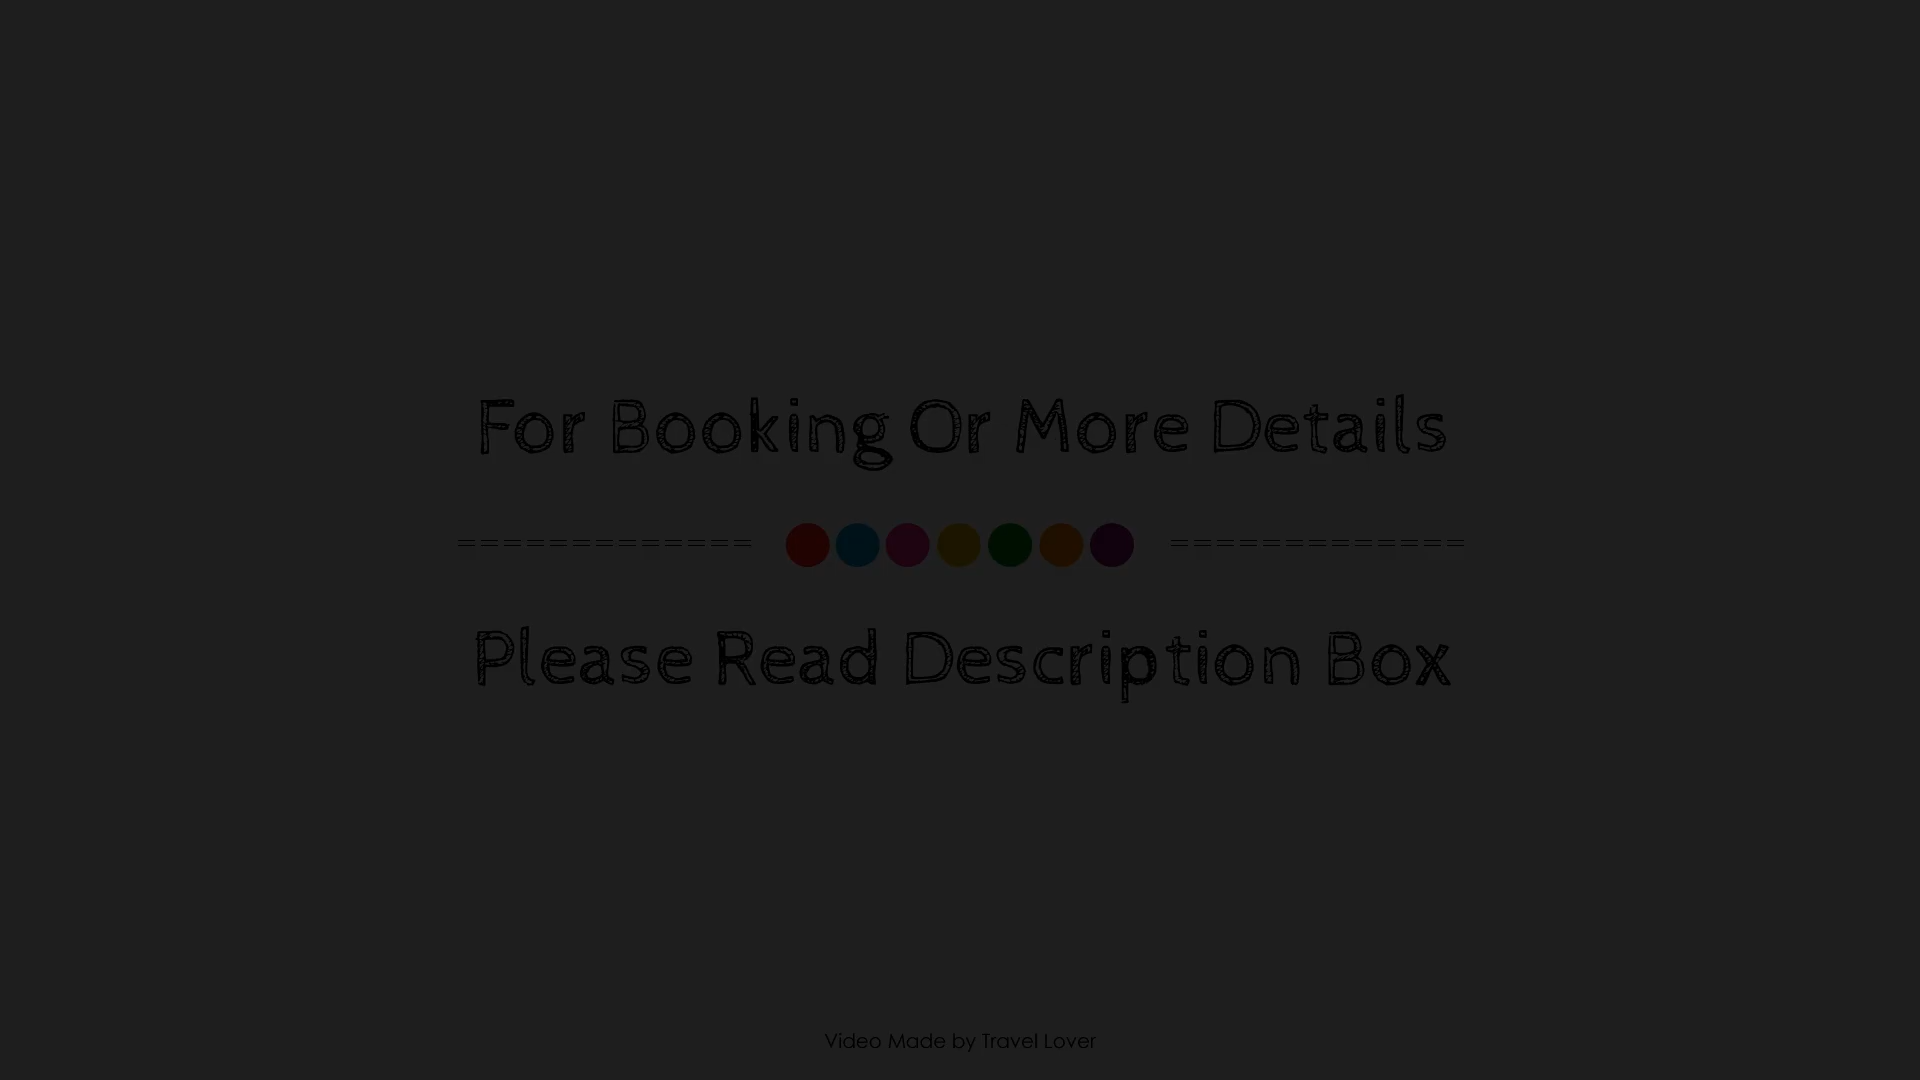 For Booking Or More Details
============= =============
Please Read Description Box
Video Made by Travel Lover